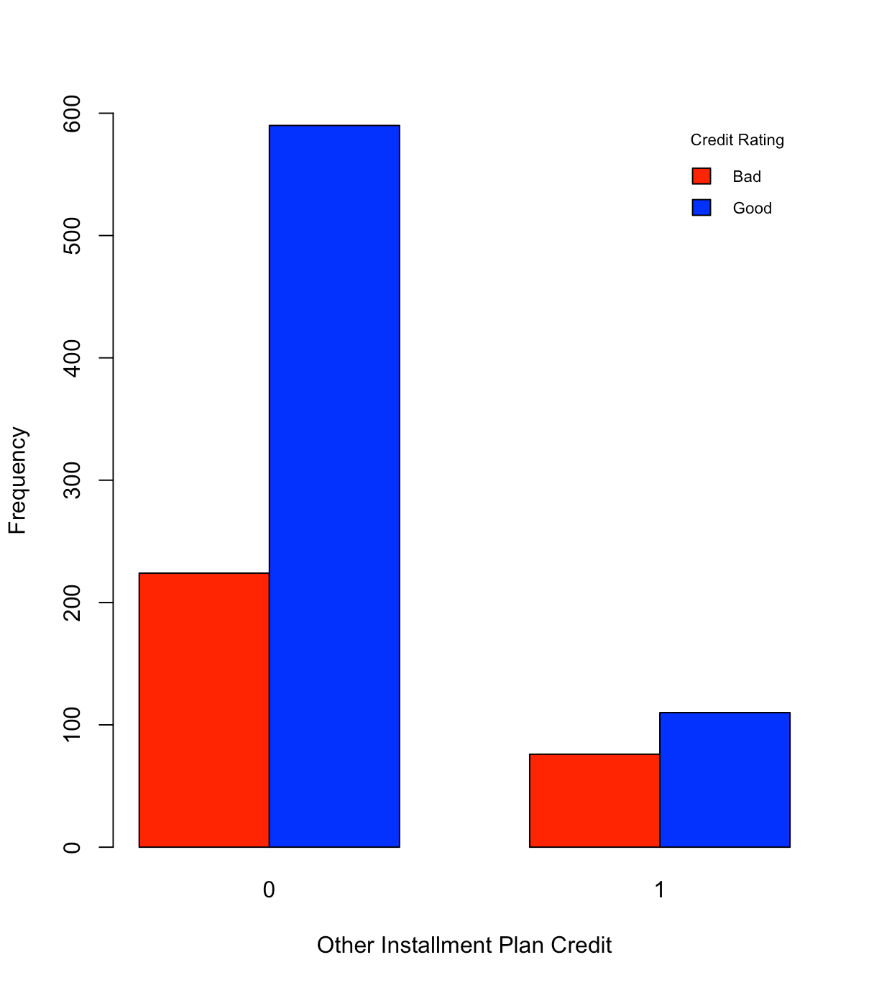 600
500
400
300
200
100
0
Frequency
Credit Rating
Bad
Good
0
1
Other Installment Plan Credit